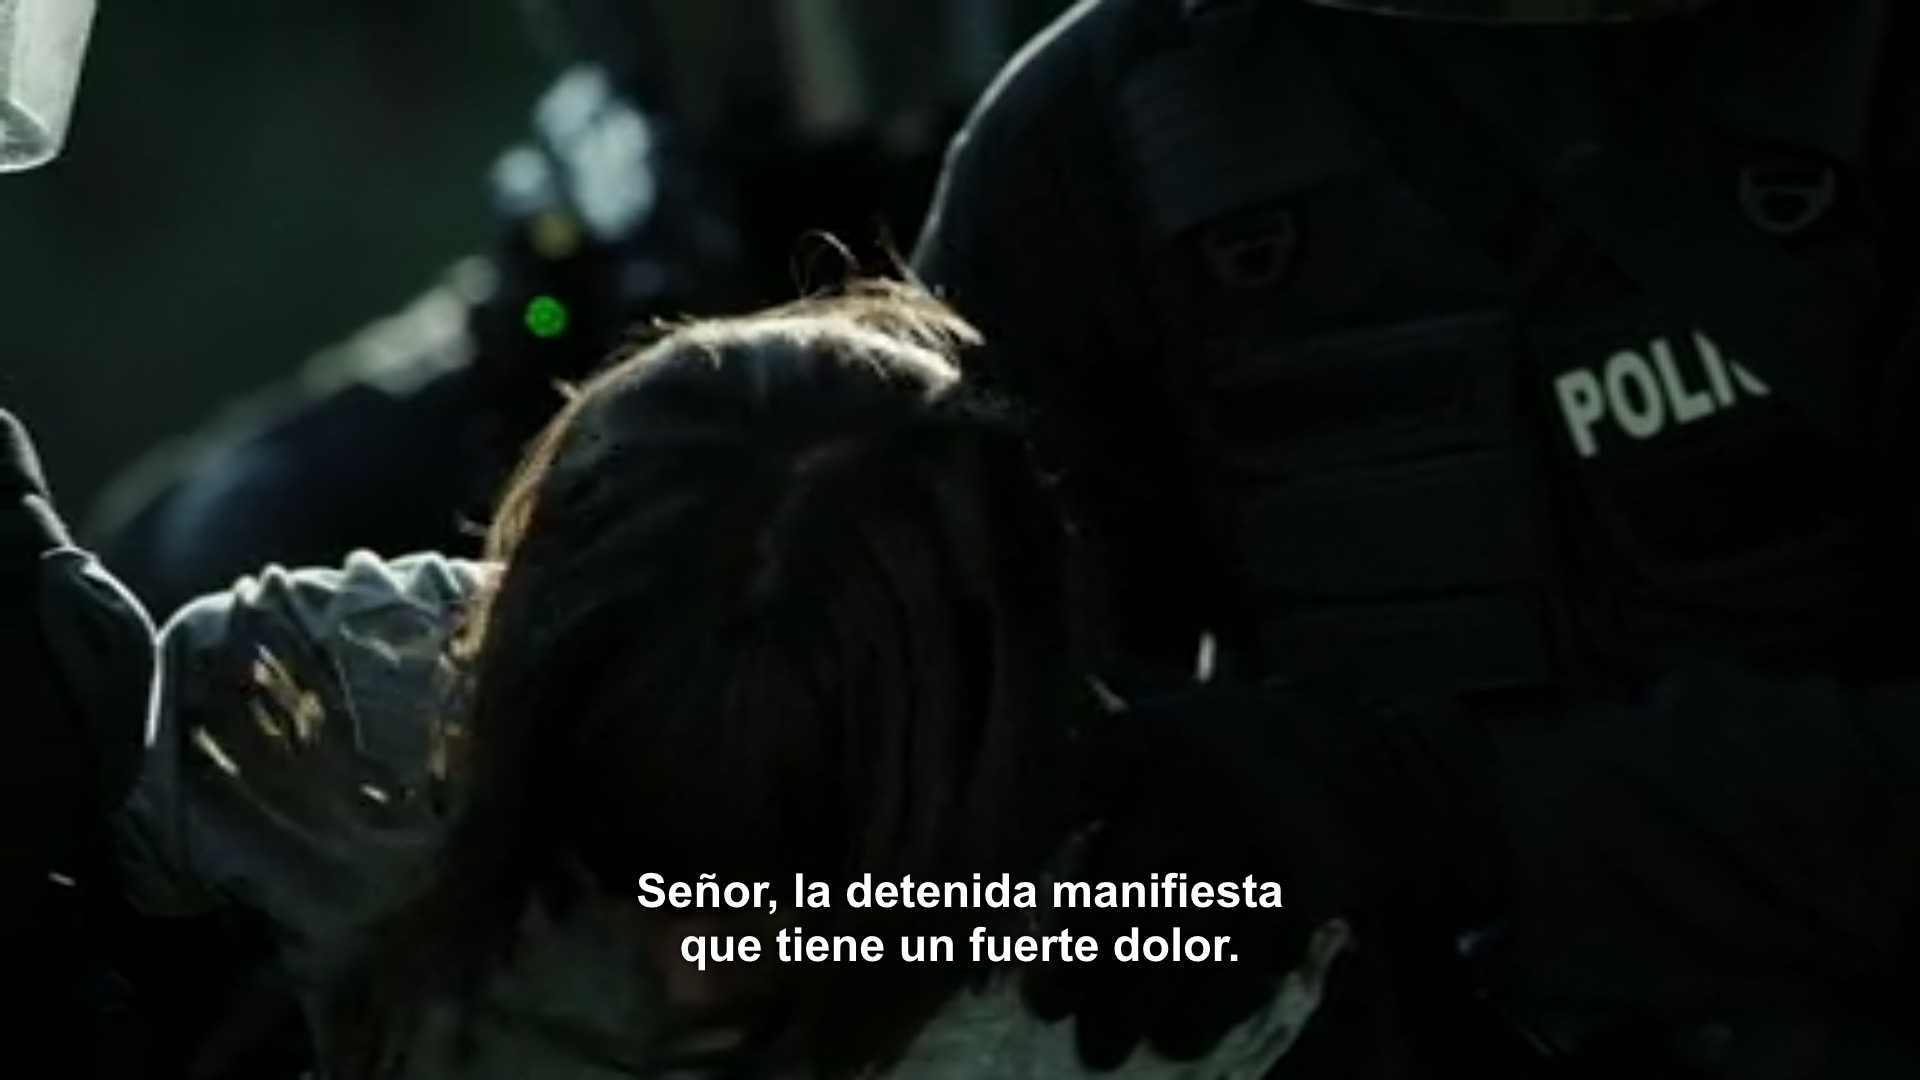 POLI
Señor, la detenida manifiesta
que tiene un fuerte dolor.